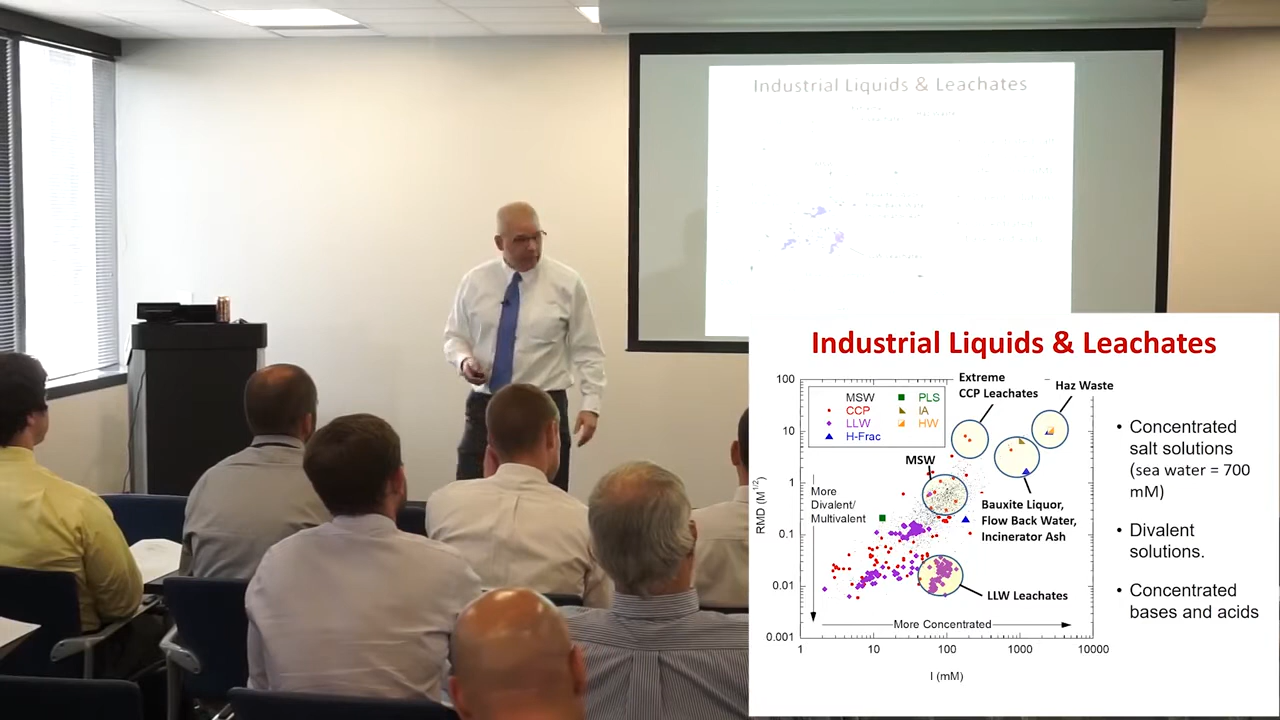 Industrial Liquids & Leachates
Industrial Liquids & Leachates
Extreme
CCP Leachates
Haz Waste
100
10
1
0.1
0.01
0.001
RMD (M^1/2)
MSW
CCP
LLW
H-Frac
PLS
IA
HW
MSW
More
Divalent/
Multivalent
Bauxite Liquor,
Flow Back Water,
Incinerator Ash
LLW Leachates
More Concentrated
1
10
100
1000
10000
I (mM)
• Concentrated
salt solutions
(sea water = 700
mM)
• Divalent
solutions.
• Concentrated
bases and acids